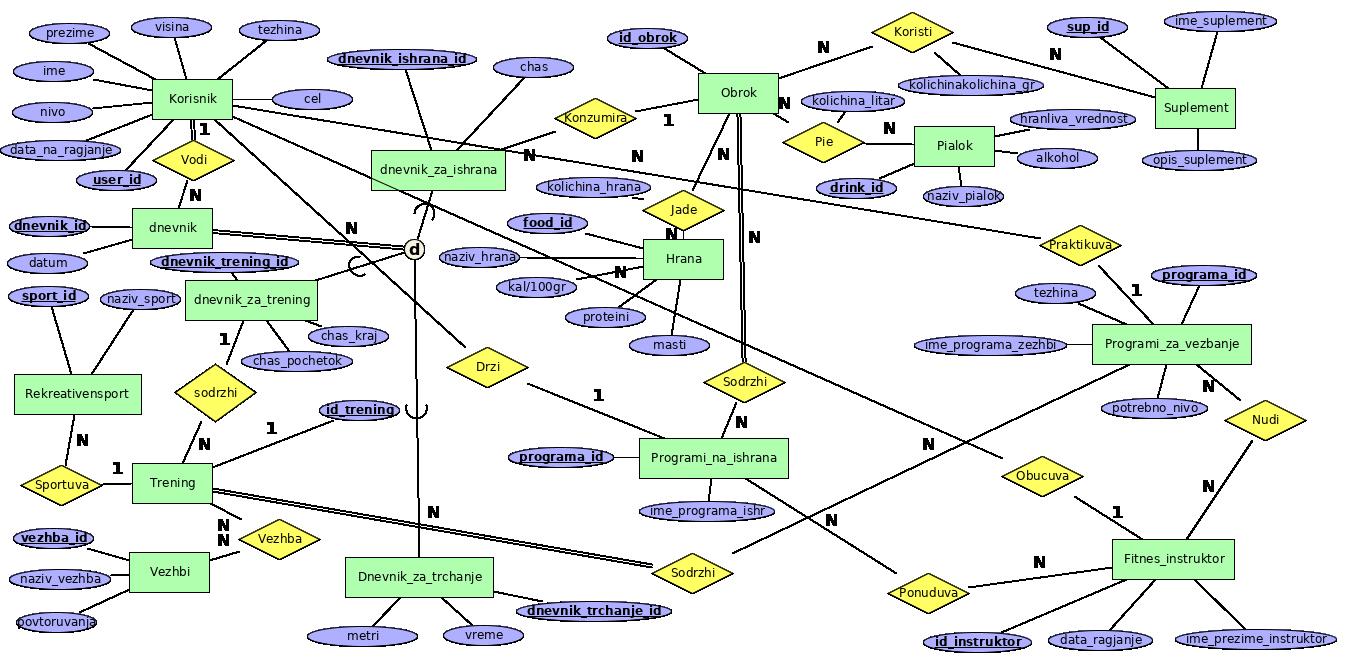 prezime
visina
tezhina
ime
nivo
Korisnik
cel
data_na_ragjanje
user_id
1
Vodi
N
dnevnik_id
dnevnik
datum
dnevnik_ishrana_id
chas
Konzumira
1
dnevnik_za_ishrana
N
N
N
id_obrok
Obrok
N
Koristi
N
kolichinakolichina_gr
N
kolichina_litar
Pie
N
Pialok
hranliva_vrednost
alkohol
drink_id
naziv_pialok
sup_id
ime_suplement
Suplement
opis_suplement
kolichina_hrana
N
Jade
N
food_id
naziv_hrana
Hrana
kal/100gr
N
proteini
masti
N
Praktikuva
1
programa_id
tezhina
ime_programa_zezhbi
Programi_za_vezbanje
potrebno_nivo
N
Nudi
N
d
dnevnik_trening_id
dnevnik_za_trening
chas_kraj
chas_pochetok
1
sodrzhi
N
sport_id
naziv_sport
Rekreativensport
N
Sportuva
1
id_trening
1
Trening
N
N
Vezhba
vezhba_id
naziv_vezhba
povtoruvanja
Vezhbi
Drzi
1
Sodrzhi
N
Programi_na_ishrana
programa_id
ime_programa_ishr
N
N
N
Sodrzhi
Dnevnik_za_trchanje
metri
vreme
dnevnik_trchanje_id
Obucuva
1
Fitnes_instruktor
Ponuduva
N
id_instruktor
data_ragjanje
ime_prezime_instruktor